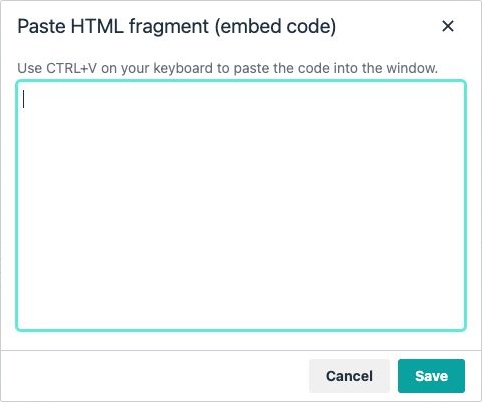 Paste HTML fragment (embed code)
Use CTRL+V on your keyboard to paste the code into the window.
Cancel Save